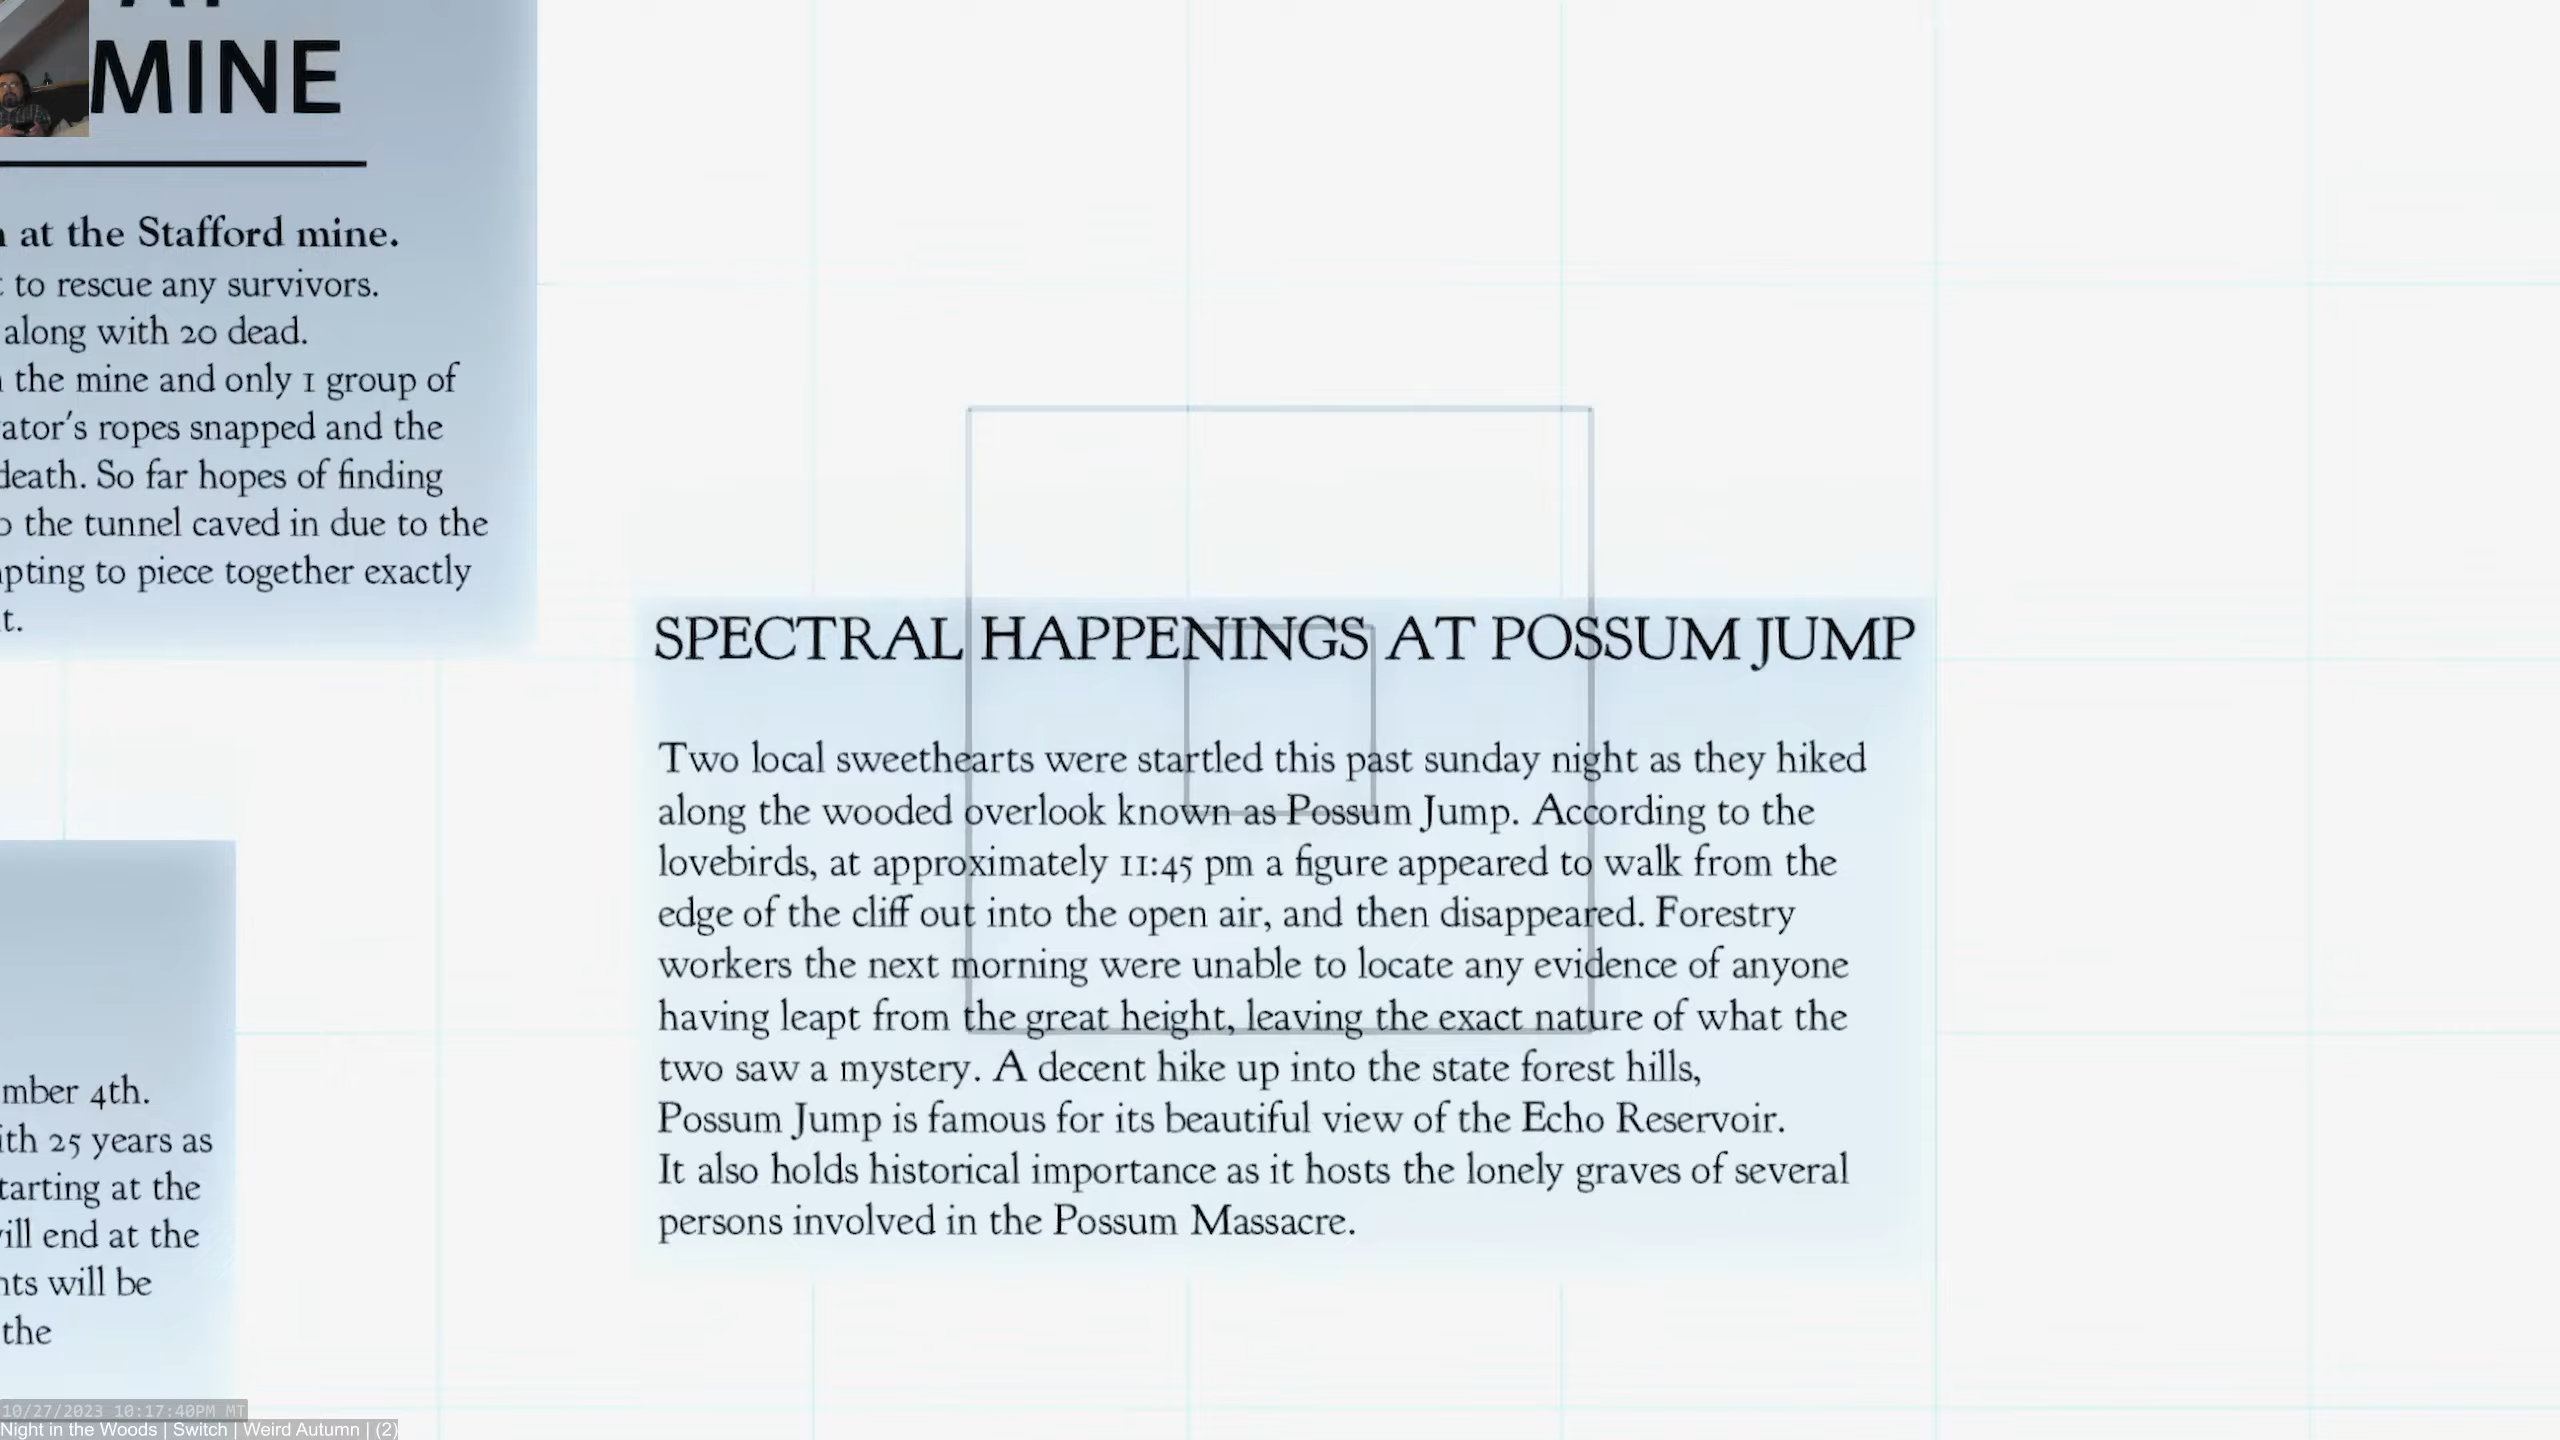 MINE
at the Stafford mine.
to rescue any survivors.
along with 20 dead.
the mine and only 1 group of
ator's ropes snapped and the
death. So far hopes of finding
the tunnel caved in due to the
pting to piece together exactly
t.
SPECTRAL HAPPENINGS AT POSSUM JUMP
Two local sweethearts were startled this past sunday night as they hiked
along the wooded overlook known as Possum Jump. According to the
lovebirds, at approximately 11:45 pm a figure appeared to walk from the
edge of the cliff out into the open air, and then disappeared. Forestry
workers the next morning were unable to locate any evidence of anyone
having leapt from the great height, leaving the exact nature of what the
two saw a mystery. A decent hike up into the state forest hills,
Possum Jump is famous for its beautiful view of the Echo Reservoir.
It also holds historical importance as it hosts the lonely graves of several
persons involved in the Possum Massacre.
mber 4th.
ith 25 years as
tarting at the
ill end at the
nts will be
the
10/27/2023 10:17:40PM MT
Night in the Woods | Switch | Weird Autumn | (2)